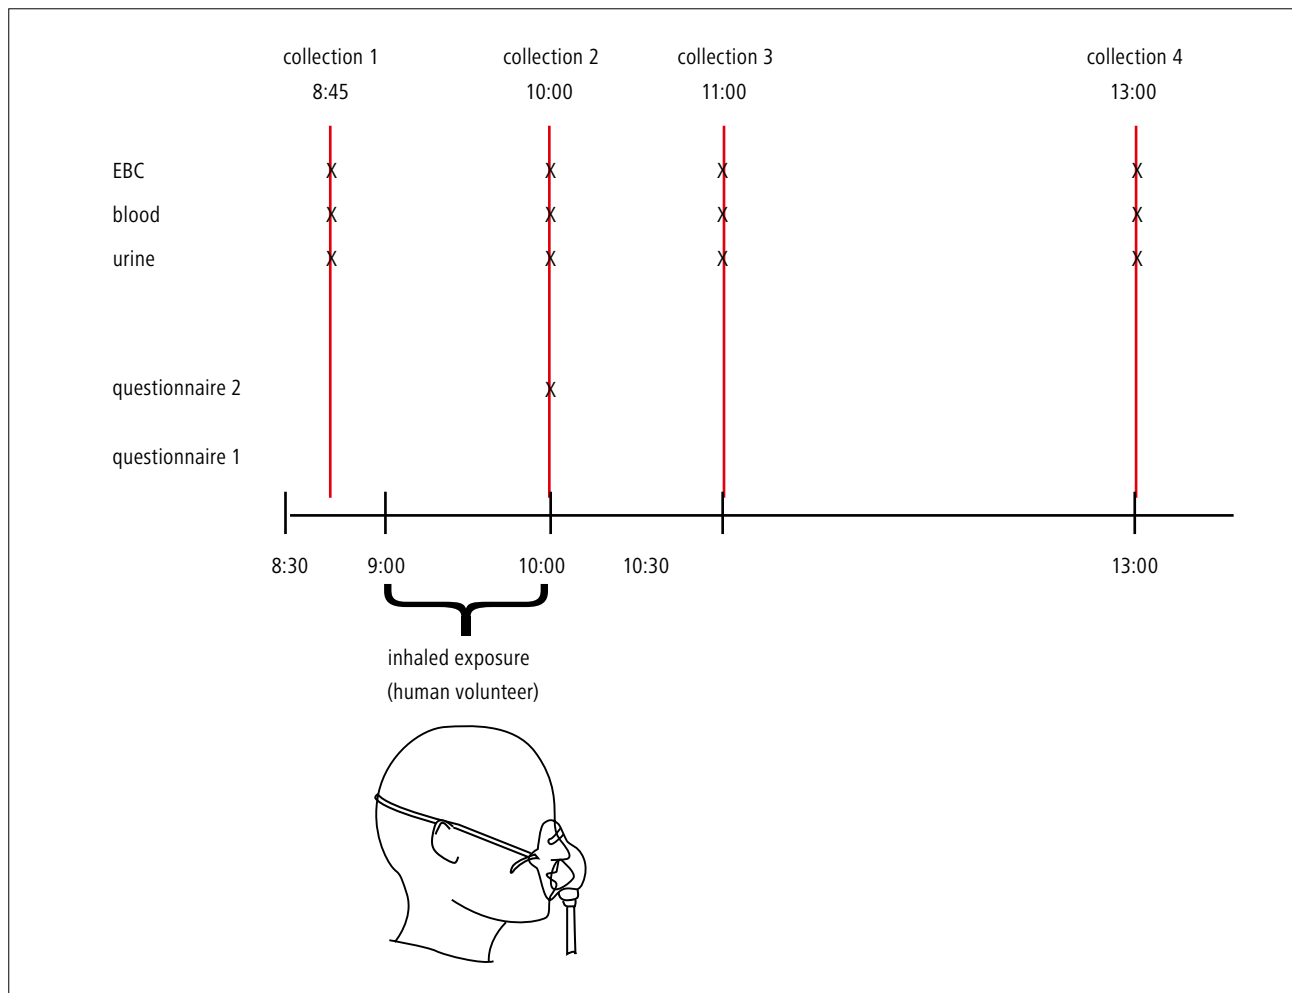 collection 1 collection 2 collection 3 collection 4
8:45 10:00 11:00 13:00
EBC X X X X
blood X X X X
urine X X X X
questionnaire 2 X
questionnaire 1
8:30 9:00 10:00 10:30 13:00
inhaled exposure
(human volunteer)